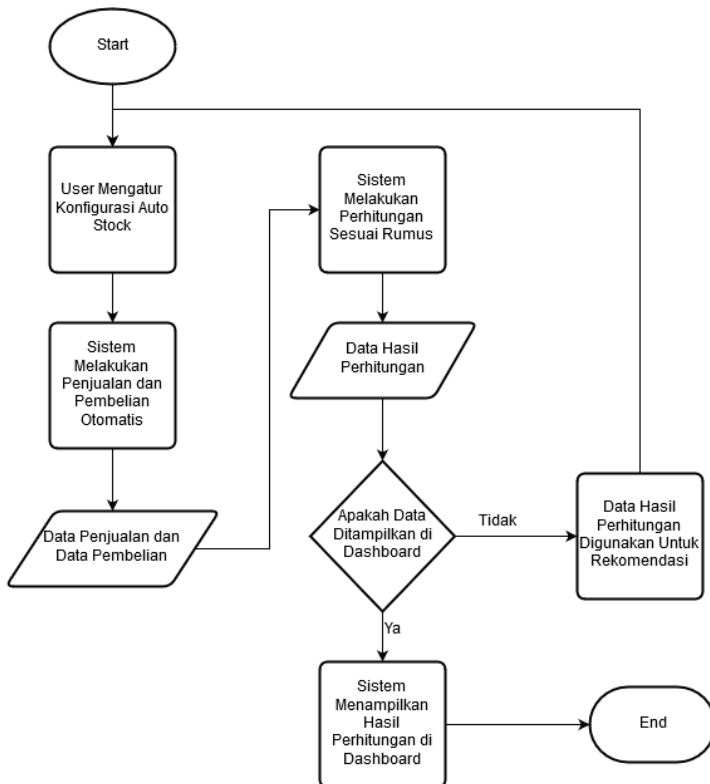 Start
User Mengatur
Konfigurasi Auto
Stock
Sistem
Melakukan
Penjualan dan
Pembelian
Otomatis
Data Penjualan dan
Data Pembelian
Sistem
Melakukan
Perhitungan
Sesuai Rumus
Data Hasil
Perhitungan
Apakah Data
Ditampilkan di
Dashboard
Tidak
Data Hasil
Perhitungan
Digunakan Untuk
Rekomendasi
Ya
Sistem
Menampilkan
Hasil
Perhitungan di
Dashboard
End